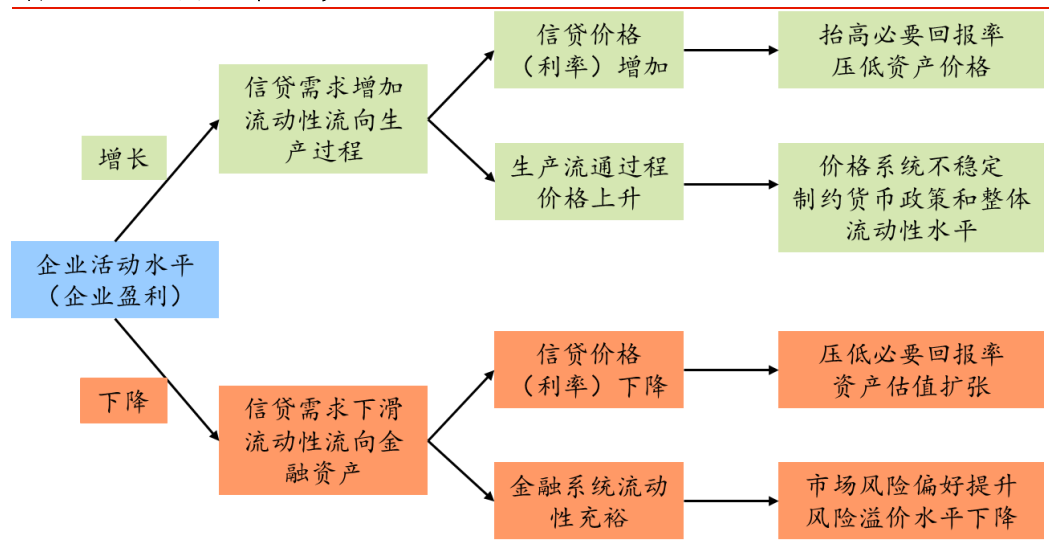 信贷价格
（利率）增加
抬高必要回报率
压低资产价格
信贷需求增加
流动性流向生
产过程
增长
生产流通过程
价格上升
价格系统不稳定
制约货币政策和整体
流动性水平
企业活动水平
（企业盈利）
信贷价格
（利率）下降
压低必要回报率
资产估值扩张
下降
信贷需求下滑
流动性流向金
融资产
金融系统流动
性充裕
市场风险偏好提升
风险溢价水平下降